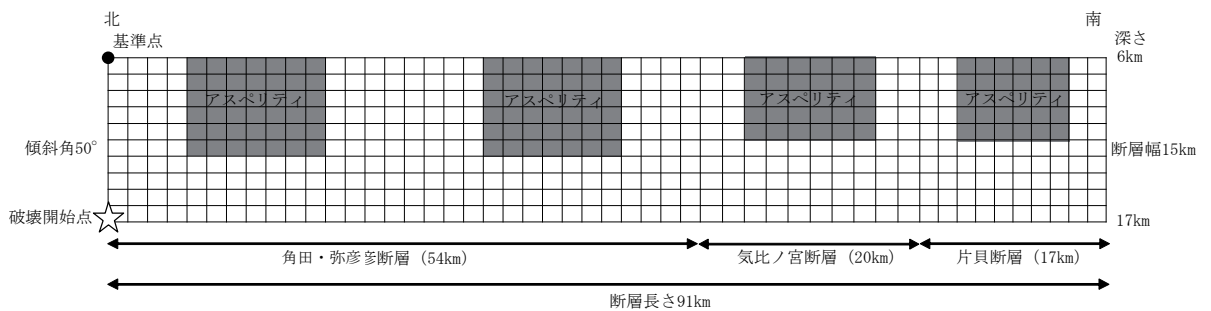 北
南
基準点
深さ
6km
アスペリティ
アスペリティ
アスペリティ
アスペリティ
傾斜角50°
断層幅15km
破壊開始点
17km
角田・弥彦断層 (54km)
気比ノ宮断層 (20km)
片貝断層 (17km)
断層長さ91km